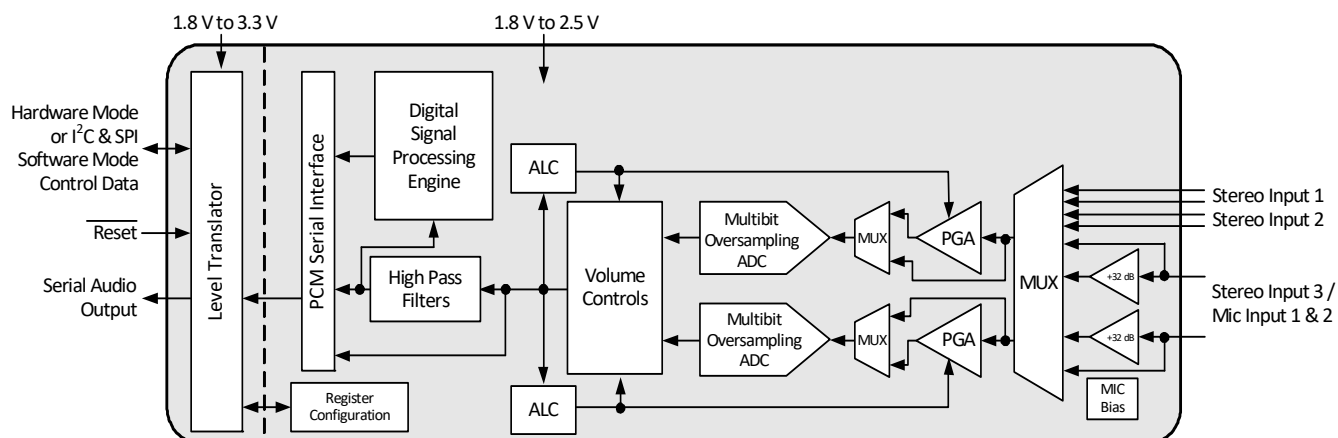 1.8 V to 3.3 V
1.8 V to 2.5 V
Hardware Mode
or I²C & SPI
Software Mode
Control Data
Reset
Serial Audio
Output
Level Translator
PCM Serial Interface
Digital
Signal
Processing
Engine
High Pass
Filters
Register
Configuration
ALC
Volume
Controls
ALC
Multibit
Oversampling
ADC
Multibit
Oversampling
ADC
MUX
MUX
PGA
PGA
MUX
+32 dB
+32 dB
MIC
Bias
Stereo Input 1
Stereo Input 2
Stereo Input 3 /
Mic Input 1 & 2